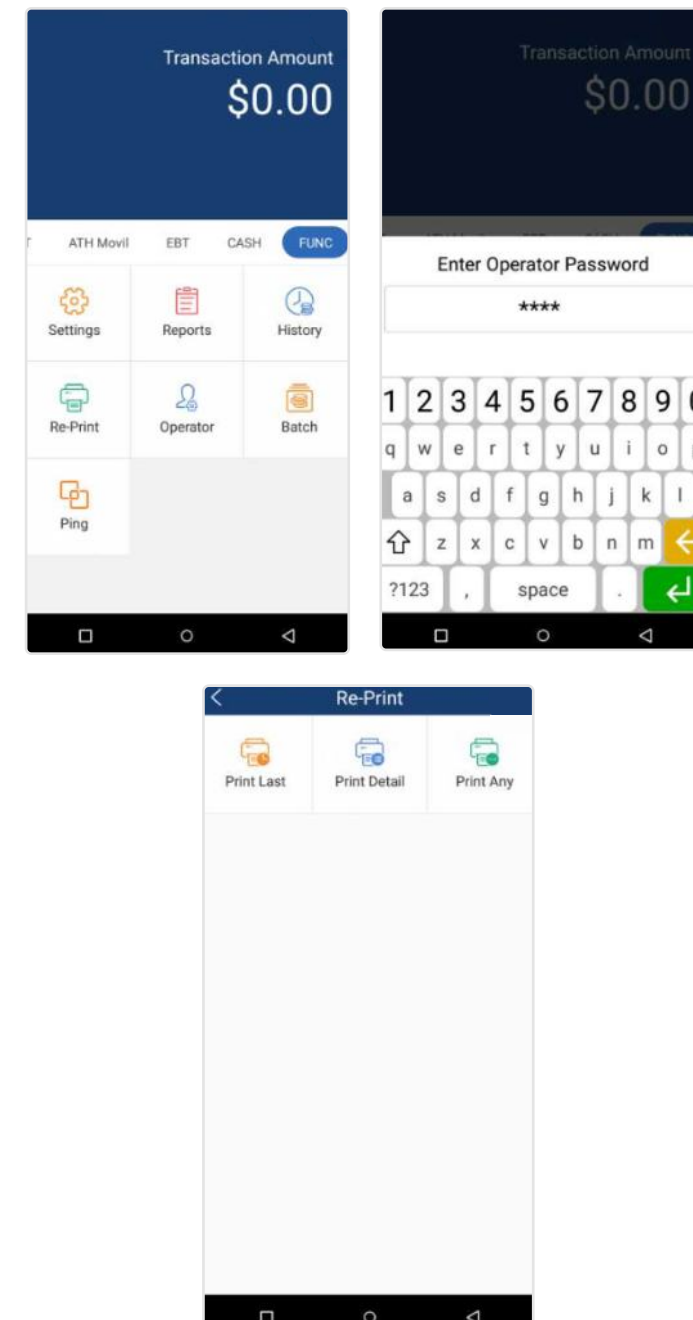 Transaction Amount
$0.00
ATH Movil EBT CASH FUNC
Settings Reports History
Re-Print Operator Batch
Ping
Transaction Amount
$0.00
Enter Operator Password
****
1 2 3 4 5 6 7 8 9
q w e r t y u i o
a s d f g h j k l
z x c v b n m
?123 , space .
Re-Print
Print Last Print Detail Print Any